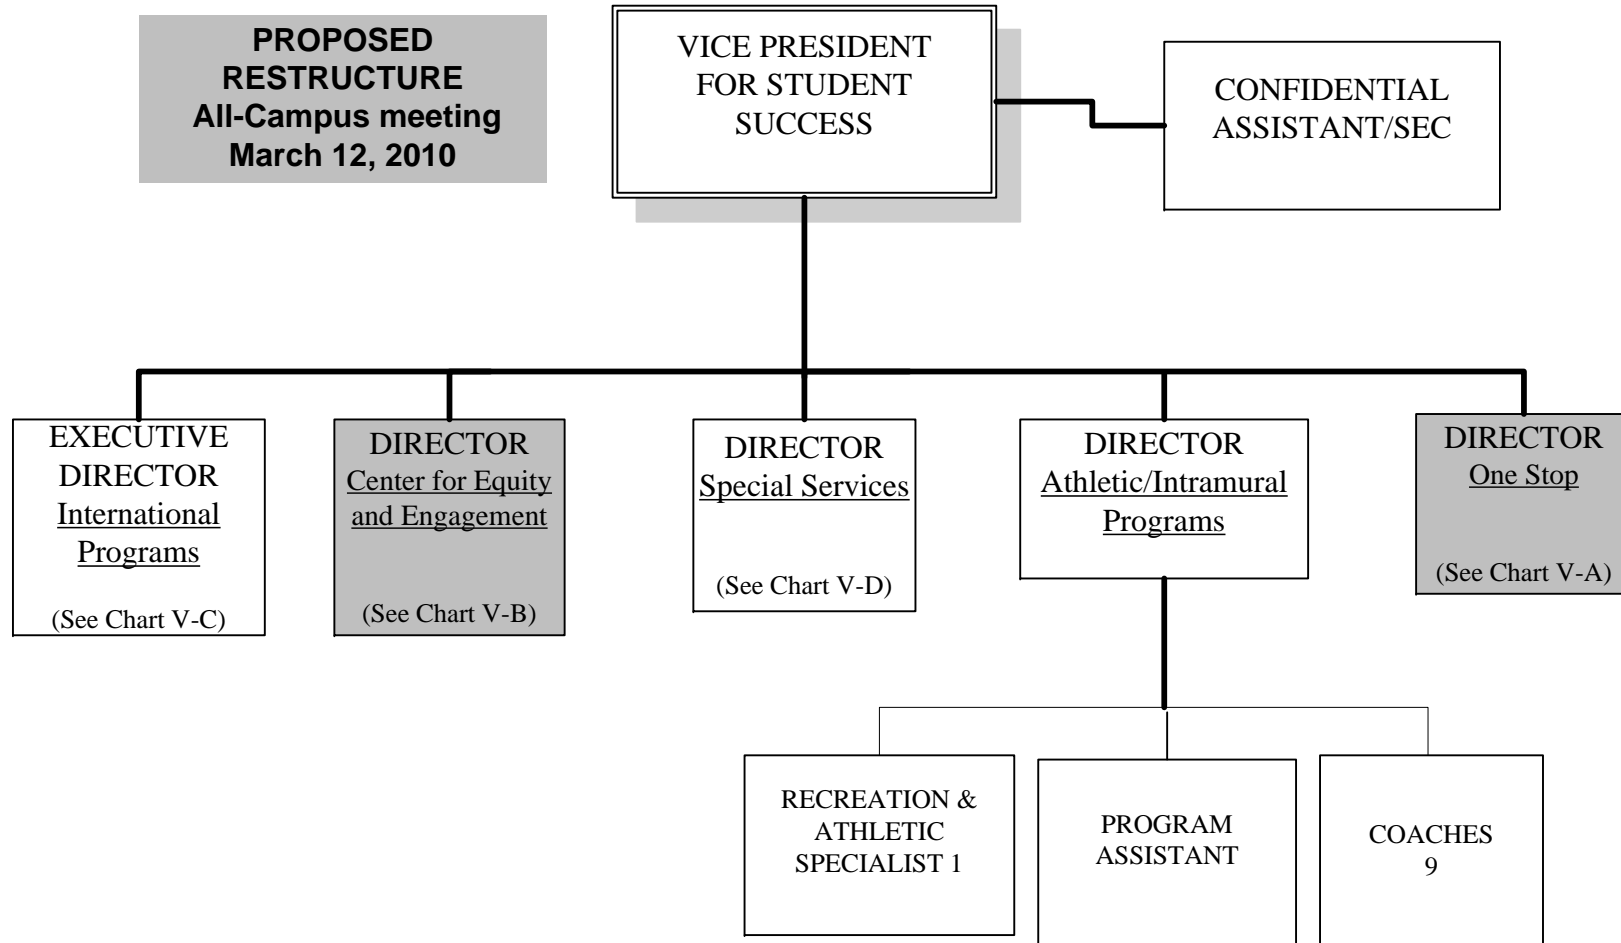 PROPOSED
RESTRUCTURE
All-Campus meeting
March 12, 2010
VICE PRESIDENT
FOR STUDENT
SUCCESS
CONFIDENTIAL
ASSISTANT/SEC
EXECUTIVE
DIRECTOR
International
Programs
(See Chart V-C)
DIRECTOR
Center for Equity
and Engagement
(See Chart V-B)
DIRECTOR
Special Services
(See Chart V-D)
DIRECTOR
Athletic/Intramural
Programs
DIRECTOR
One Stop
(See Chart V-A)
RECREATION &
ATHLETIC
SPECIALIST 1
PROGRAM
ASSISTANT
COACHES
9